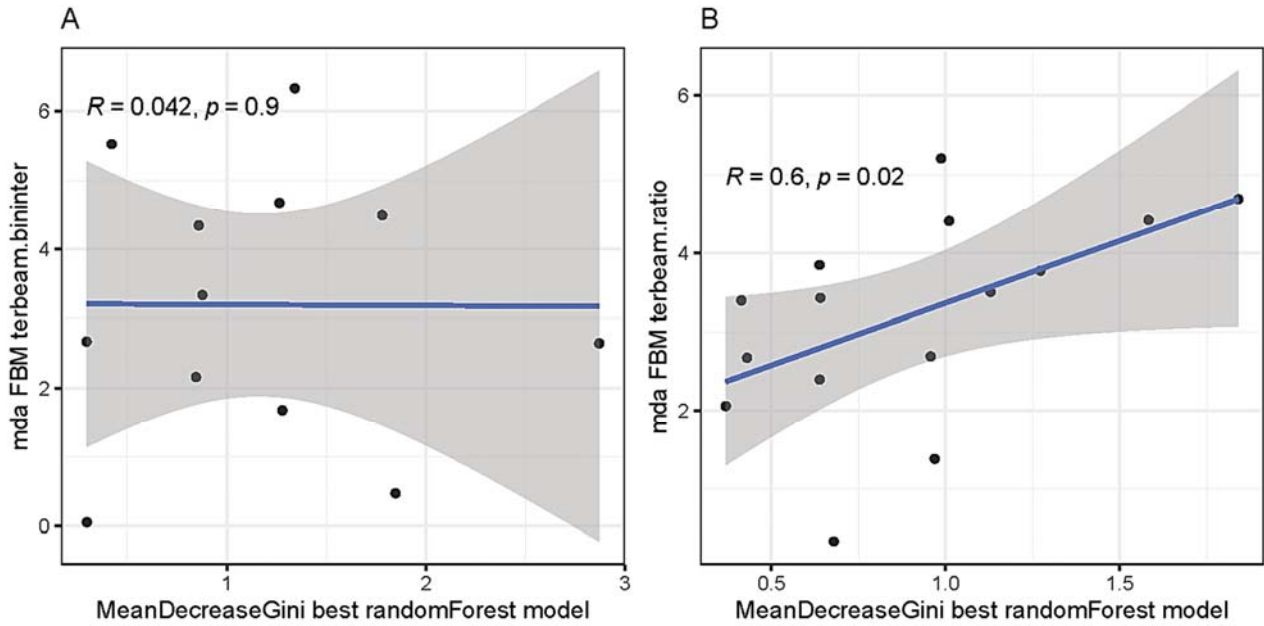 A
R = 0.042, p = 0.9
mda FBM terbeam.bininter
6
4
2
0
1
2
3
MeanDecreaseGini best randomForest model
B
R = 0.6, p = 0.02
mda FBM terbeam.ratio
6
4
2
0.5
1.0
1.5
MeanDecreaseGini best randomForest model